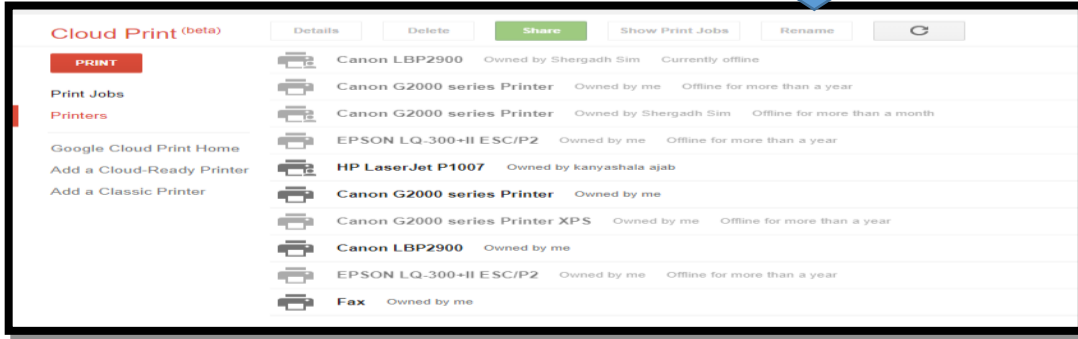 Cloud Print (beta)
Details Delete Share Show Print Jobs Rename
PRINT
Print Jobs
Printers
Google Cloud Print Home
Add a Cloud-Ready Printer
Add a Classic Printer
Canon LBP2900 Owned by Shergadh Sim Currently offline
Canon G2000 series Printer Owned by me Offline for more than a year
Canon G2000 series Printer Owned by Shergadh Sim Offline for more than a month
EPSON LQ-300+II ESC/P2 Owned by me Offline for more than a year
HP LaserJet P1007 Owned by kanyashala ajab
Canon G2000 series Printer Owned by me
Canon G2000 series Printer XPS Owned by me Offline for more than a year
Canon LBP2900 Owned by me
EPSON LQ-300+II ESC/P2 Owned by me Offline for more than a year
Fax Owned by me